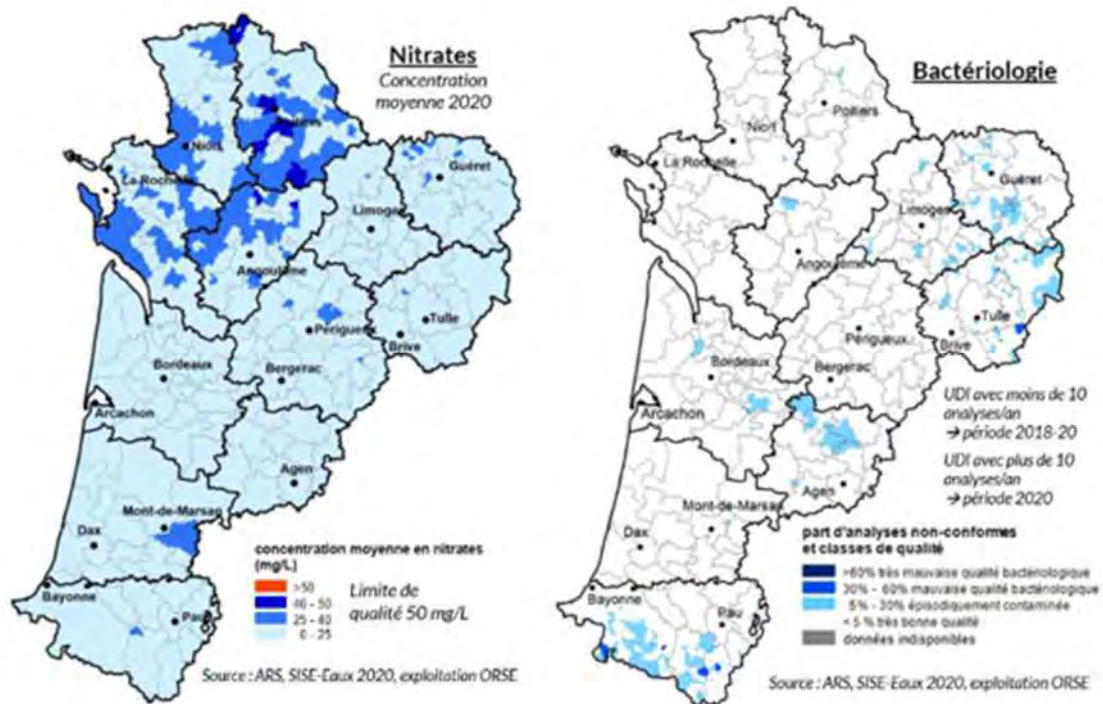 Nitrates
Concentration
moyenne 2020
Poitiers
Niort
La Rochelle
Guéret
Limoges
Angoulême
Périgueux
Tulle
Brive
Bordeaux
Bergerac
Arcachon
Agen
Mont-de-Marsan
Dax
Bayonne
Pau
concentration moyenne en nitrates
(mg/L)
>50
40 - 50
25 - 40
0 - 25
Limite de
qualité 50 mg/L
Source : ARS, SISE-Eaux 2020, exploitation ORSE
Bactériologie
Poitiers
Niort
La Rochelle
Guéret
Limoges
Angoulême
Tulle
Périgueux
Brive
Bordeaux
Bergerac
Arcachon
Agen
Mont-de-Marsan
Dax
Bayonne
Pau
UDI avec moins de 10
analyses/an
→ période 2018-20
UDI avec plus de 10
analyses/an
→ période 2020
part d'analyses non-conformes
et classes de qualité
>60% très mauvaise qualité bactériologique
30% - 60% mauvaise qualité bactériologique
5% - 30% épisodiquement contaminée
< 5 % très bonne qualité
données indisponibles
Source : ARS, SISE-Eaux 2020, exploitation ORSE